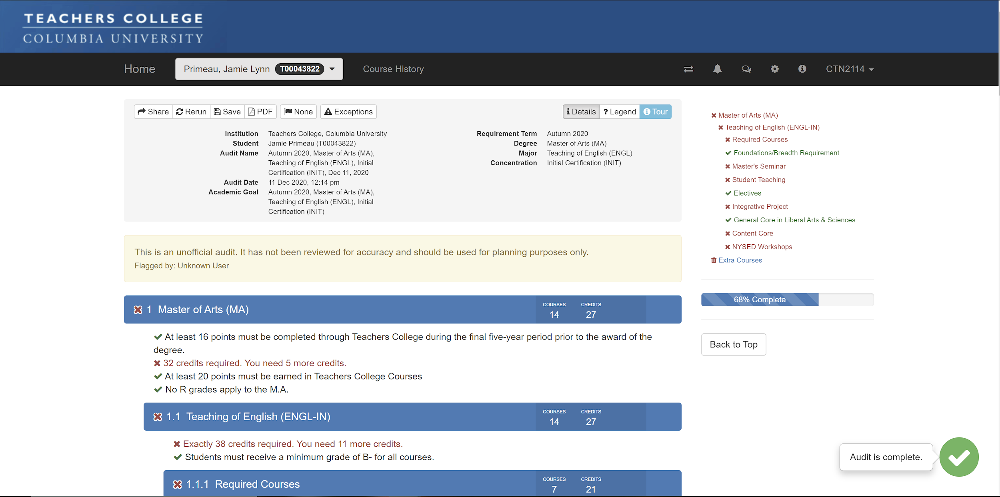 TEACHERS COLLEGE
COLUMBIA UNIVERSITY
Home
Primeau, Jamie Lynn T00043822
Course History
CTN2114
Share Rerun Save PDF None Exceptions
Details ? Legend Tour
Institution Teachers College, Columbia University
Student Jamie Primeau (T00043822)
Audit Name Autumn 2020, Master of Arts (MA),
Teaching of English (ENGL), Initial
Certification (INIT), Dec 11, 2020
Audit Date 11 Dec 2020, 12:14 pm
Academic Goal Autumn 2020, Master of Arts (MA),
Teaching of English (ENGL), Initial
Certification (INIT)
Requirement Term Autumn 2020
Degree Master of Arts (MA)
Major Teaching of English (ENGL)
Concentration Initial Certification (INIT)
This is an unofficial audit. It has not been reviewed for accuracy and should be used for planning purposes only.
Flagged by: Unknown User
1 Master of Arts (MA)
COURSES CREDITS
14 27
At least 16 points must be completed through Teachers College during the final five-year period prior to the award of the
degree.
32 credits required. You need 5 more credits.
At least 20 points must be earned in Teachers College Courses
No R grades apply to the M.A.
1.1 Teaching of English (ENGL-IN)
COURSES CREDITS
14 27
Exactly 38 credits required. You need 11 more credits.
Students must receive a minimum grade of B- for all courses.
1.1.1 Required Courses
COURSES CREDITS
7 21
Master of Arts (MA)
Teaching of English (ENGL-IN)
Required Courses
Foundations/Breadth Requirement
Master's Seminar
Student Teaching
Electives
Integrative Project
General Core in Liberal Arts & Sciences
Content Core
NYSED Workshops
Extra Courses
68% Complete
Back to Top
Audit is complete.